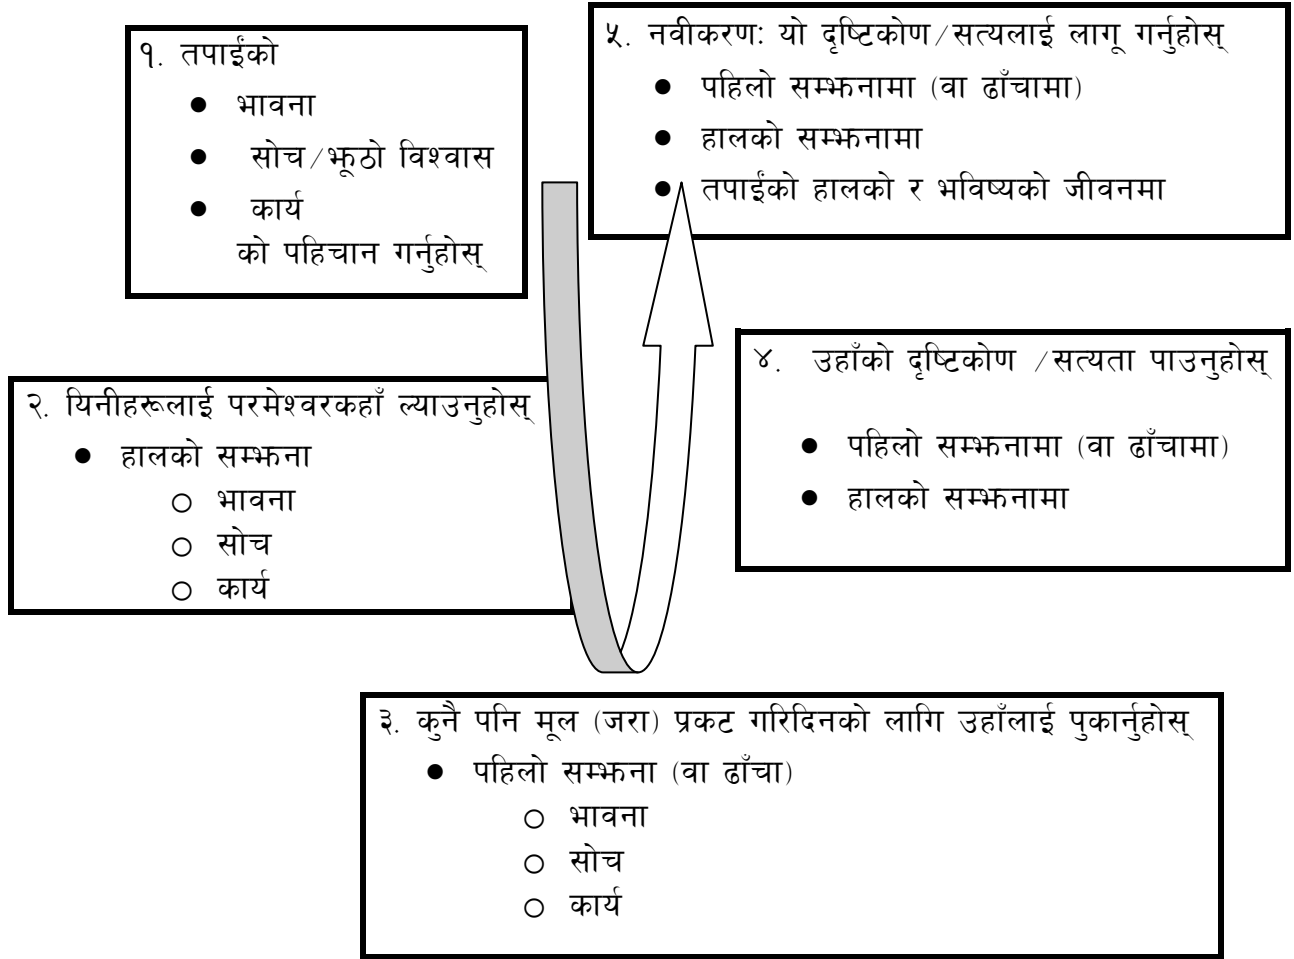 १. तपाईंको
● भावना
● सोच/झूठो विश्वास
● कार्य
को पहिचान गर्नुहोस्
२. यिनीहरूलाई परमेश्वरकहाँ ल्याउनुहोस्
● हालको सम्झना
○ भावना
○ सोच
○ कार्य
३. कुनै पनि मूल (जरा) प्रकट गरिदिनको लागि उहाँलाई पुकार्नुहोस्
● पहिलो सम्झना (वा ढाँचा)
○ भावना
○ सोच
○ कार्य
४. उहाँको दृष्टिकोण /सत्यता पाउनुहोस्
● पहिलो सम्झनामा (वा ढाँचामा)
● हालको सम्झनामा
५. नवीकरण: यो दृष्टिकोण/सत्यलाई लागू गर्नुहोस्
● पहिलो सम्झनामा (वा ढाँचामा)
● हालको सम्झनामा
● तपाईंको हालको र भविष्यको जीवनमा